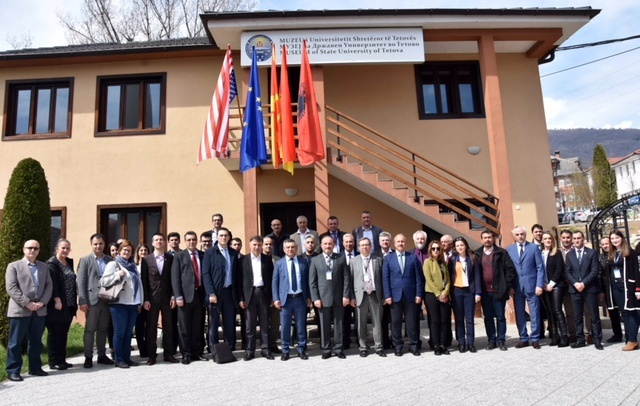 MUZEU i Universitetit Shtetëror të Tetovës
МУЗЕЈ на Државен Универзитет во Тетово
MUSEUM of State University of Tetova